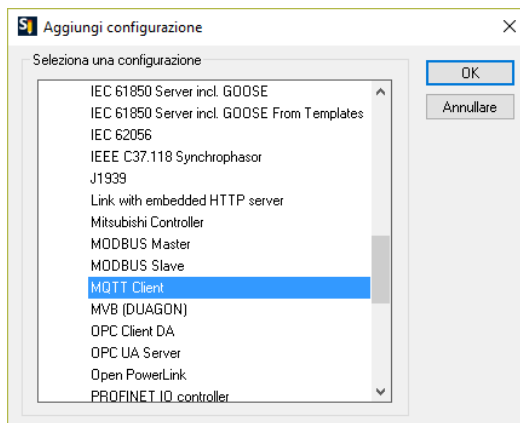 Aggiungi configurazione
Seleziona una configurazione
OK
Annullare
IEC 61850 Server incl. GOOSE
IEC 61850 Server incl. GOOSE From Templates
IEC 62056
IEEE C37.118 Synchrophasor
J1939
Link with embedded HTTP server
Mitsubishi Controller
MODBUS Master
MODBUS Slave
MQTT Client
MVB (DUAGON)
OPC Client DA
OPC UA Server
Open PowerLink
PROFINET IO controller